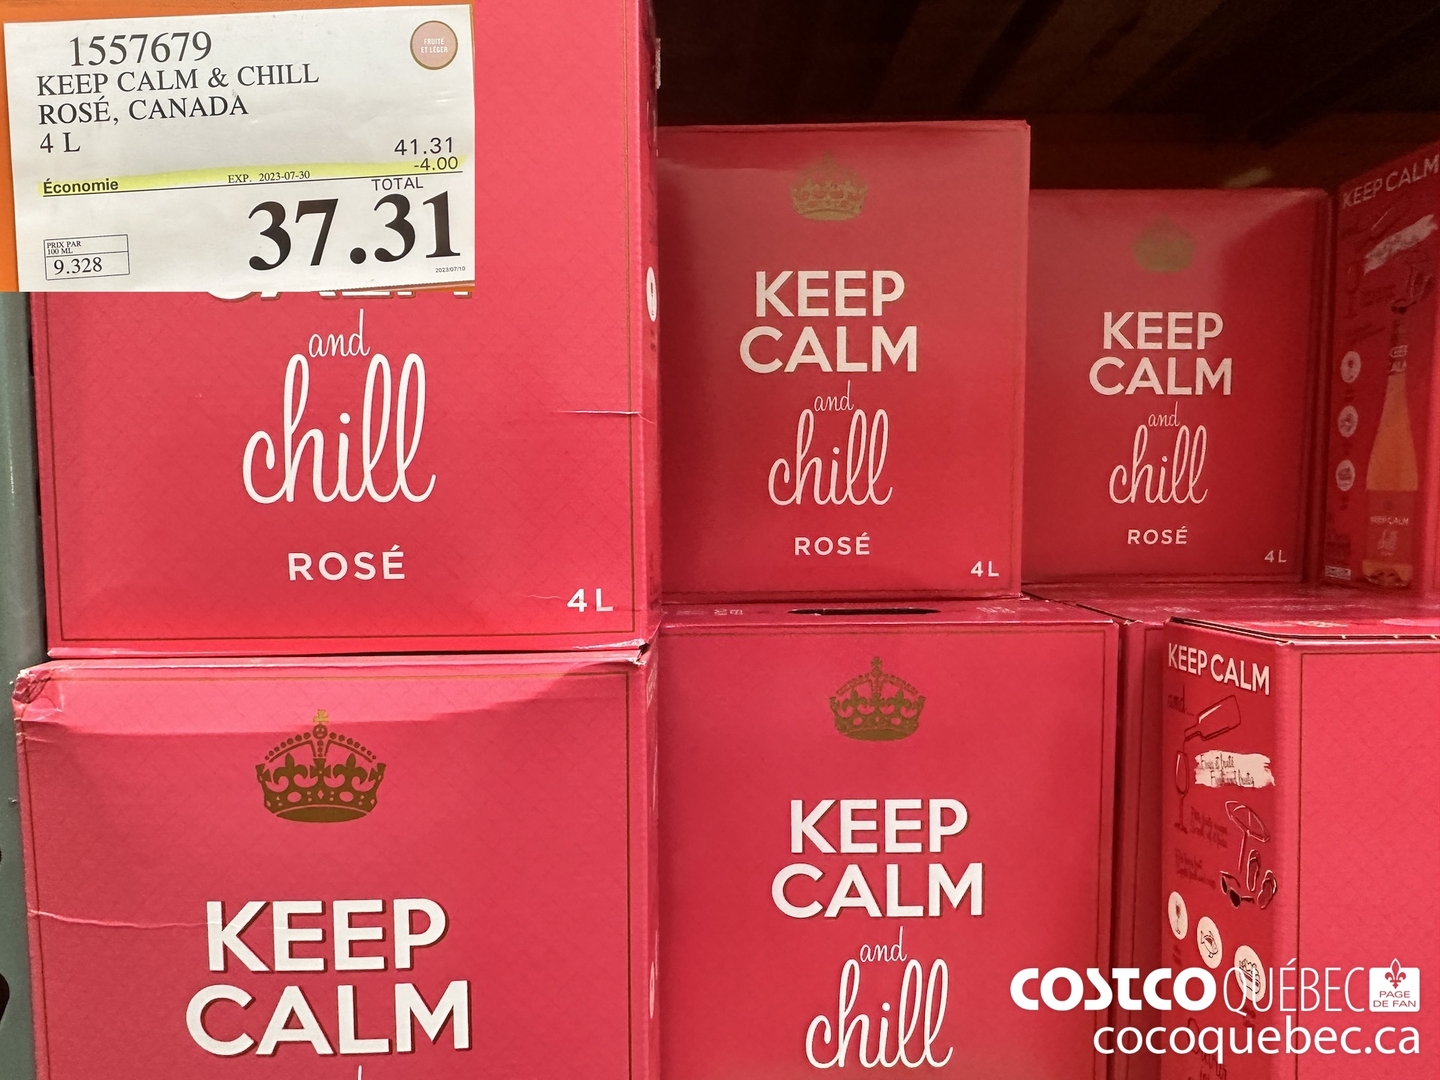 1557679
KEEP CALM & CHILL
ROSÉ, CANADA
4 L
FRUITÉ
ET LÉGER
41.31
-4.00
Économie
EXP. 2023-07-30
TOTAL
37.31
PRIX PAR
100 ML
9.328
2023/07/10
and
chill
ROSÉ
4 L
KEEP
CALM
and
chill
ROSÉ
4 L
KEEP
CALM
and
chill
ROSÉ
4 L
KEEP CALM
KEEP
CALM
KEEP
CALM
and
chill
KEEP CALM
and
COSTCO QUÉBEC
PAGE
DE FAN
cocoquebec.ca